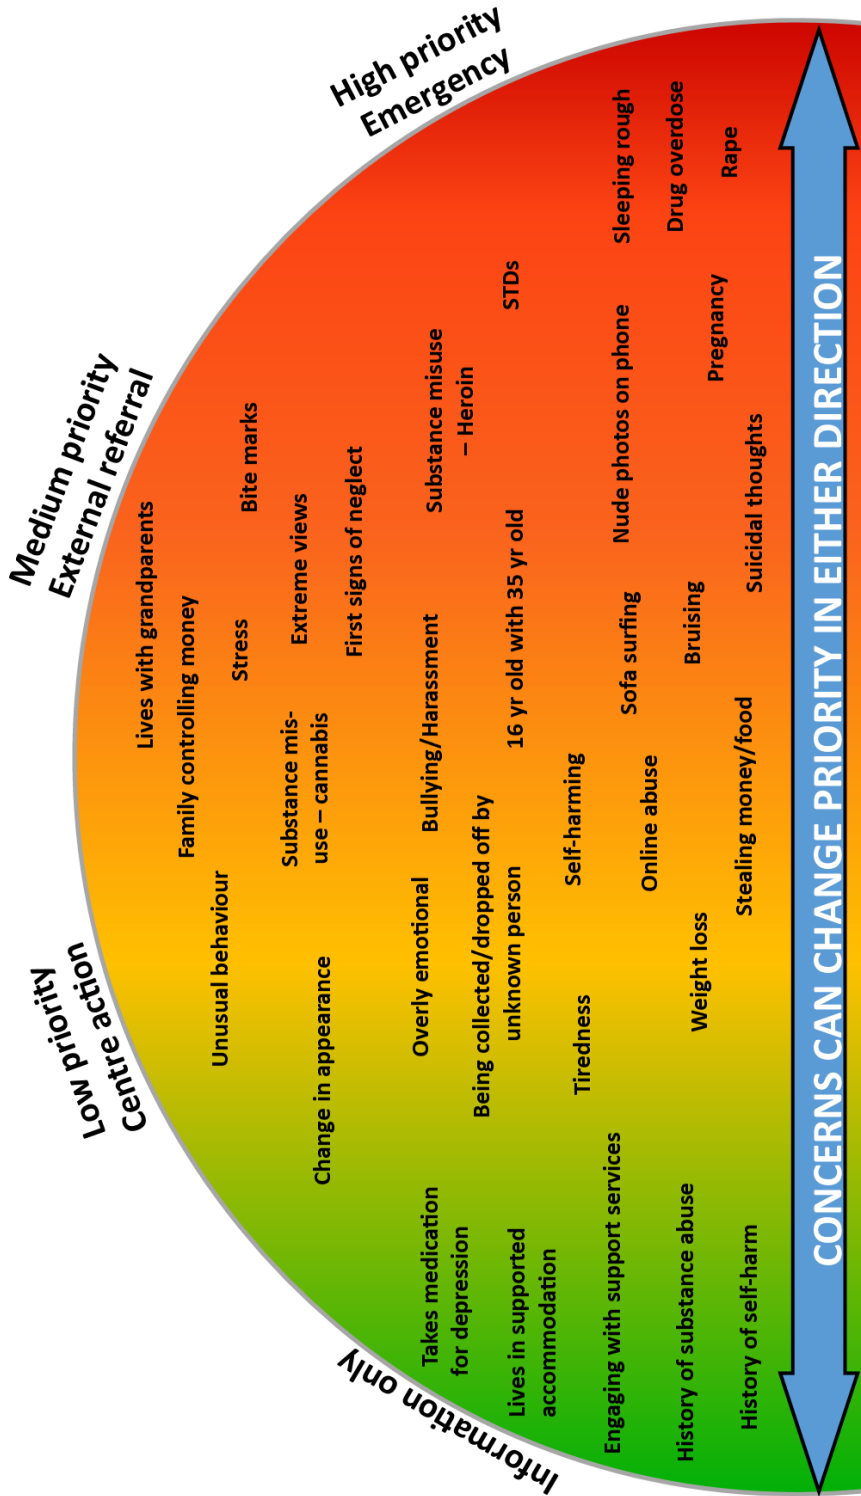 Information only
Low priority
Centre action
Medium priority
External referral
High priority
Emergency
Takes medication
for depression
Lives in supported
accommodation
Engaging with support services
History of substance abuse
History of self-harm
Unusual behaviour
Change in appearance
Overly emotional
Being collected/dropped off by
unknown person
Tiredness
Weight loss
Lives with grandparents
Family controlling money
Stress
Substance mis-
use – cannabis
Bullying/Harassment
16 yr old with 35 yr old
Self-harming
Online abuse
Stealing money/food
Sofa surfing
Bruising
Bite marks
Extreme views
First signs of neglect
Substance misuse
– Heroin
STDs
Nude photos on phone
Suicidal thoughts
Pregnancy
Sleeping rough
Drug overdose
Rape
CONCERNS CAN CHANGE PRIORITY IN EITHER DIRECTION